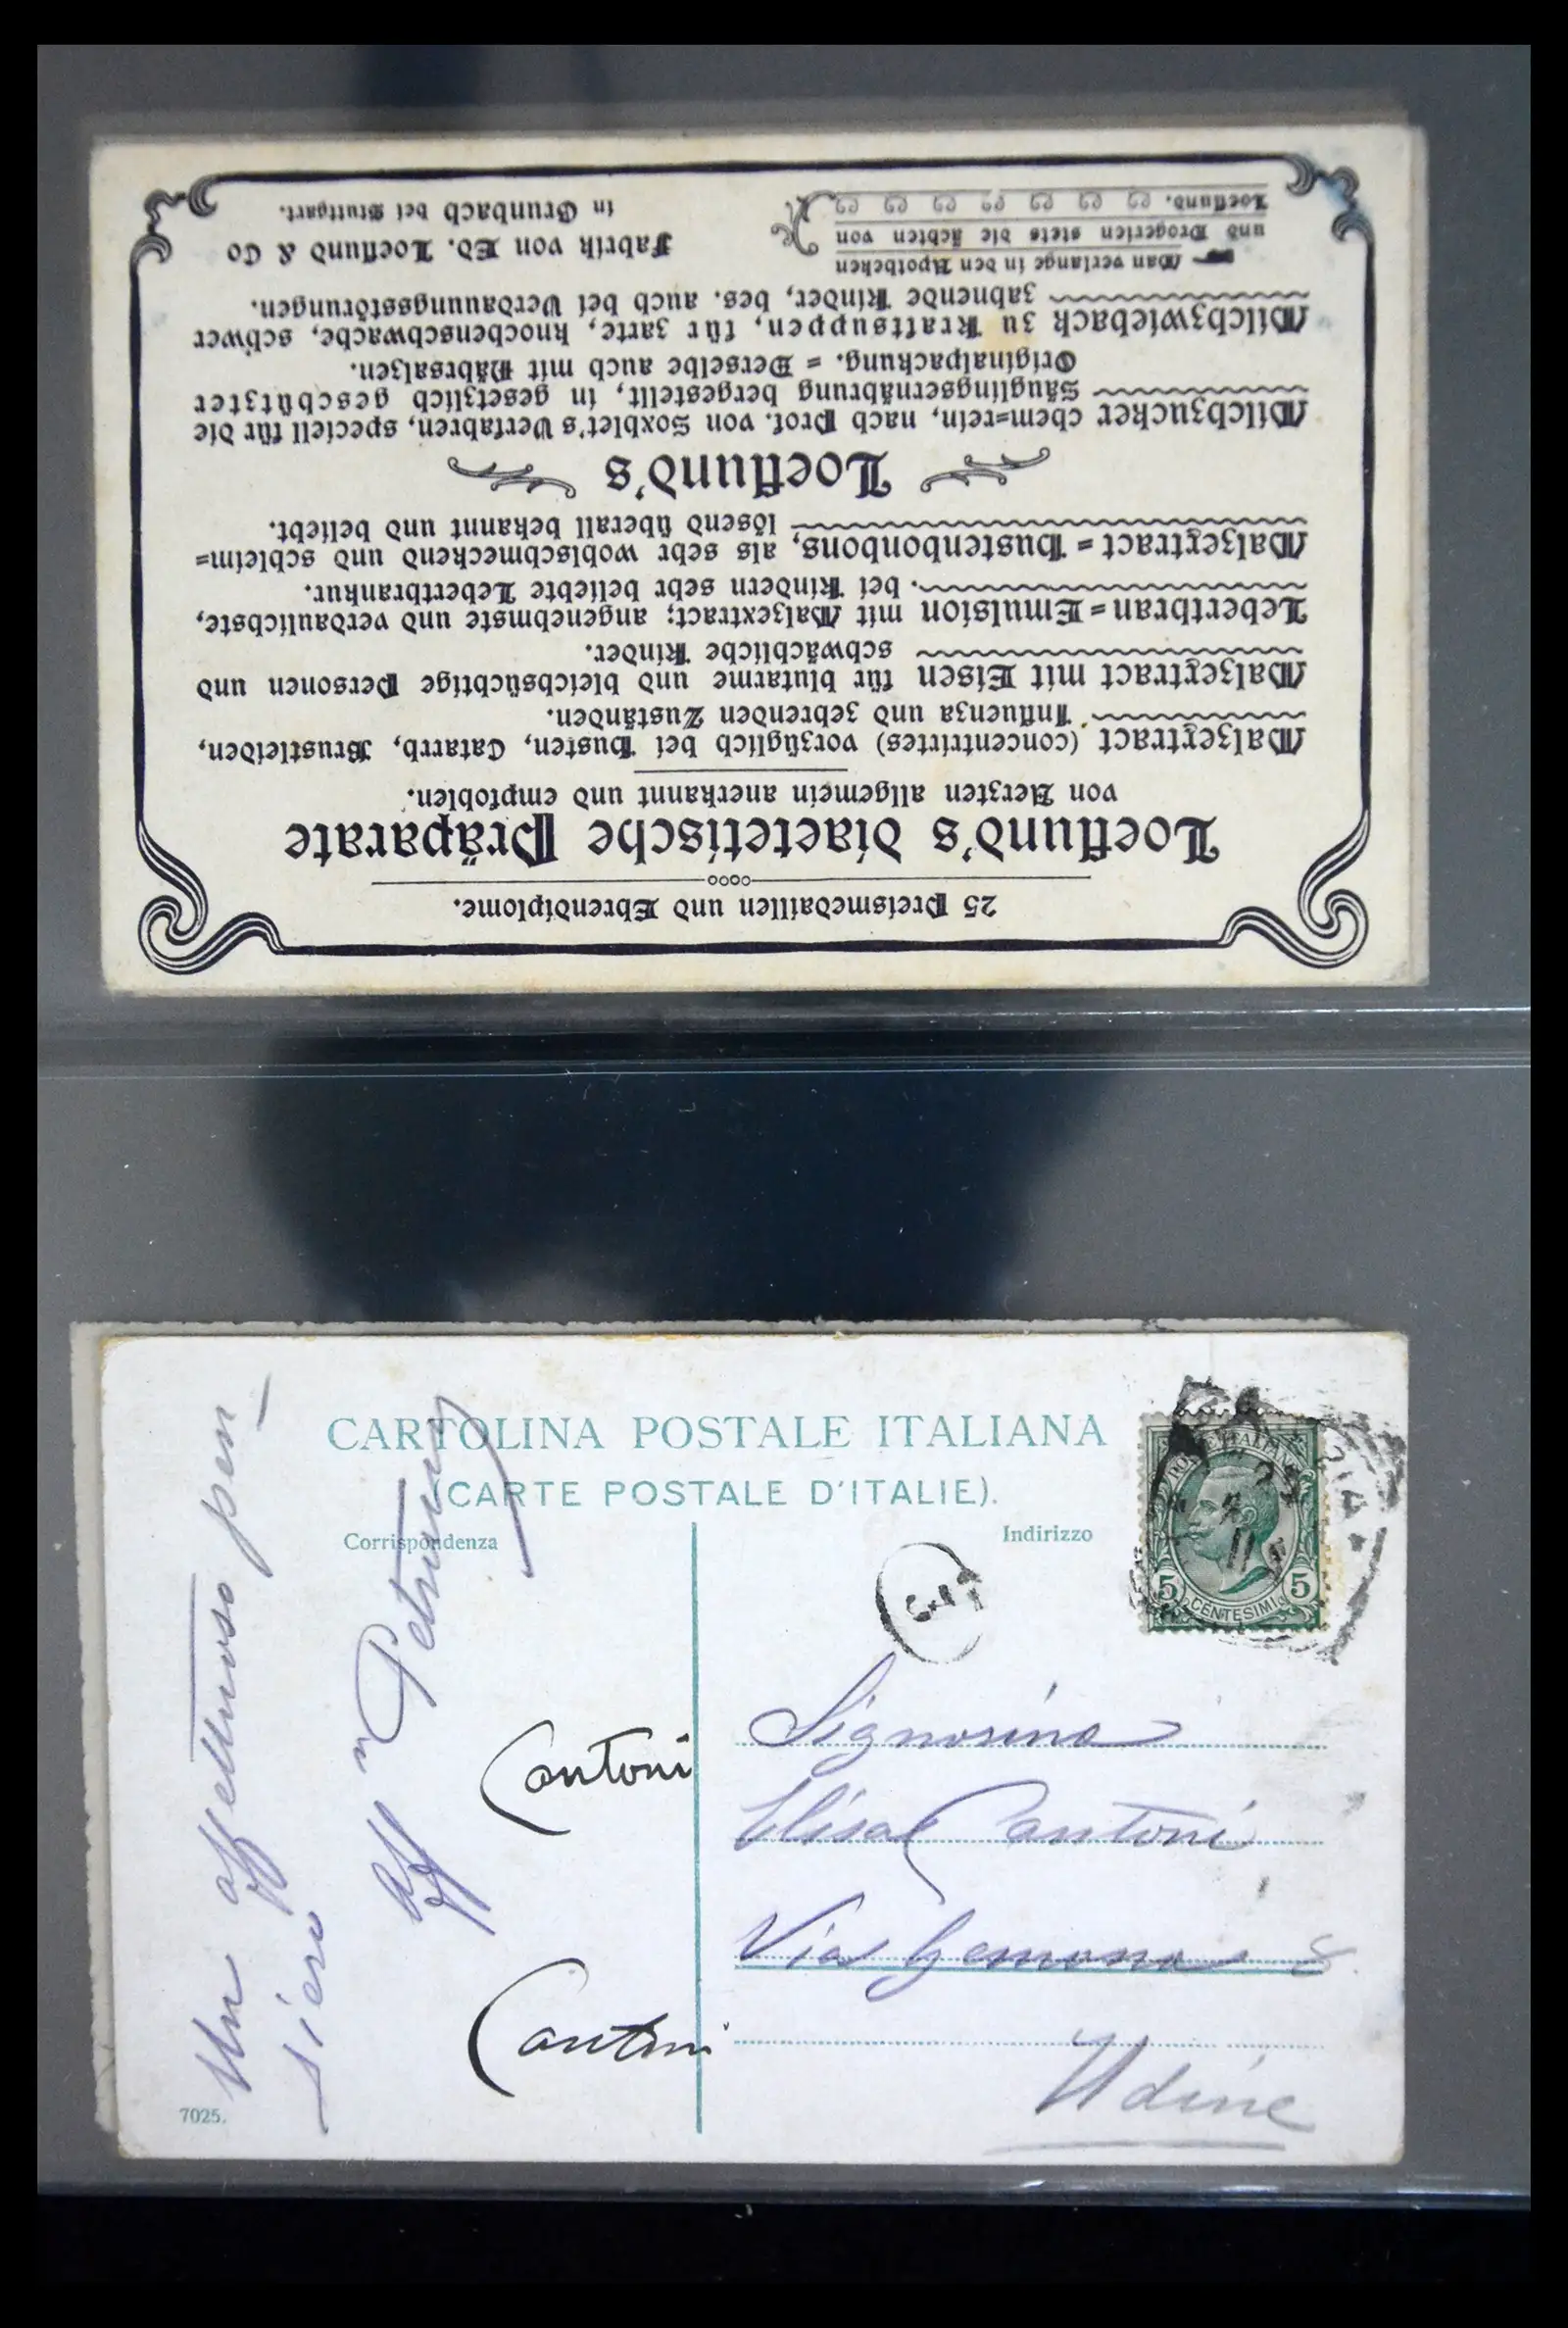 25 Preismedaillen und Ehrendiplome.
Loeflund's diaetetische Präparate
von Aerzten allgemein anerkannt und empfohlen.
Malzextract (concentrirtes) vorzüglich bei Husten, Catarrh, Brustleiden,
Influenza und zehrenden Zuständen.
Malzextract mit Eisen für blutarme und bleichsüchtige Personen und
schwächliche Kinder.
Leberthran=Emulsion mit Malzextract; angenehmste und verdaulichste,
bei Kindern sehr beliebte Leberthrankur.
Malzextract=Hustenbonbons, als sehr wohlschmeckend und schleim=
lösend überall bekannt und beliebt.
Loeflund's
Milchzucker chem=rein, nach Prof. von Soxhlet's Verfahren, speciell für die
Säuglingsernährung hergestellt, in gesetzlich geschützter
Originalpackung. = Derselbe auch mit Nährsalzen.
Milchzwieback zu Kraftsuppen, für zarte, knochenschwache, schwer
zahnende Kinder, bes. auch bei Verdauungsstörungen.
Man verlange in den Apotheken
und Drogerien stets die ächten von
Loeflund.
Fabrik von Ed. Loeflund & Co
in Grunbach bei Stuttgart.
CARTOLINA POSTALE ITALIANA
(CARTE POSTALE D'ITALIE).
Corrispondenza
Indirizzo
POSTE ITALIANE
5 CENTESIMI 5
Un affettuoso pen-
siero
Aff
Cantoni
Cantoni
Signorina
Elisa Cantoni
Via Gemona
Udine
7025.